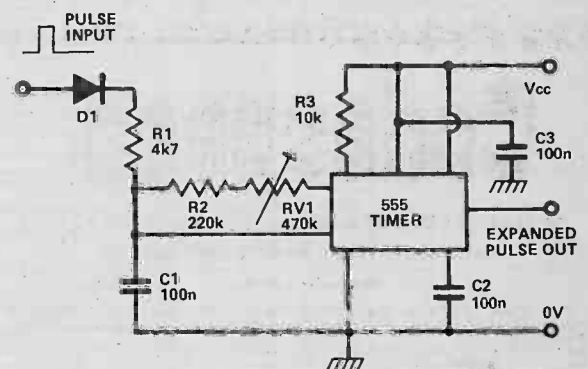 PULSE
INPUT
D1
R1
4k7
R2
220k
RV1
470k
C1
100n
R3
10k
555
TIMER
Vcc
C3
100n
EXPANDED
PULSE OUT
C2
100n
0V